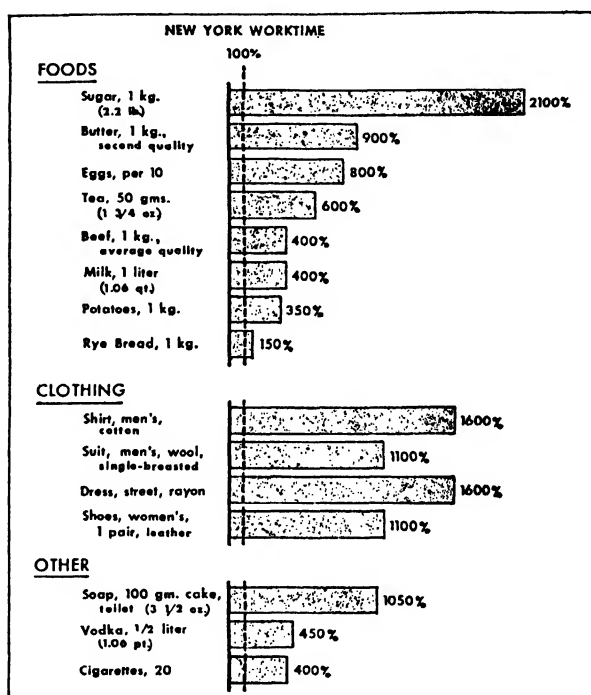 NEW YORK WORKTIME
100%
FOODS
Sugar, 1 kg.
(2.2 lb.)
2100%
Butter, 1 kg.,
second quality
900%
Eggs, per 10
800%
Tea, 50 gms.
(1 3/4 oz)
600%
Beef, 1 kg.,
average quality
400%
Milk, 1 liter
(1.06 qt.)
400%
Potatoes, 1 kg.
350%
Rye Bread, 1 kg.
150%
CLOTHING
Shirt, men's,
cotton
1600%
Suit, men's, wool,
single-breasted
1100%
Dress, street, rayon
1600%
Shoes, women's,
1 pair, leather
1100%
OTHER
Soap, 100 gm. cake,
toilet (3 1/2 oz.)
1050%
Vodka, 1/2 liter
(1.06 pt.)
450%
Cigarettes, 20
400%